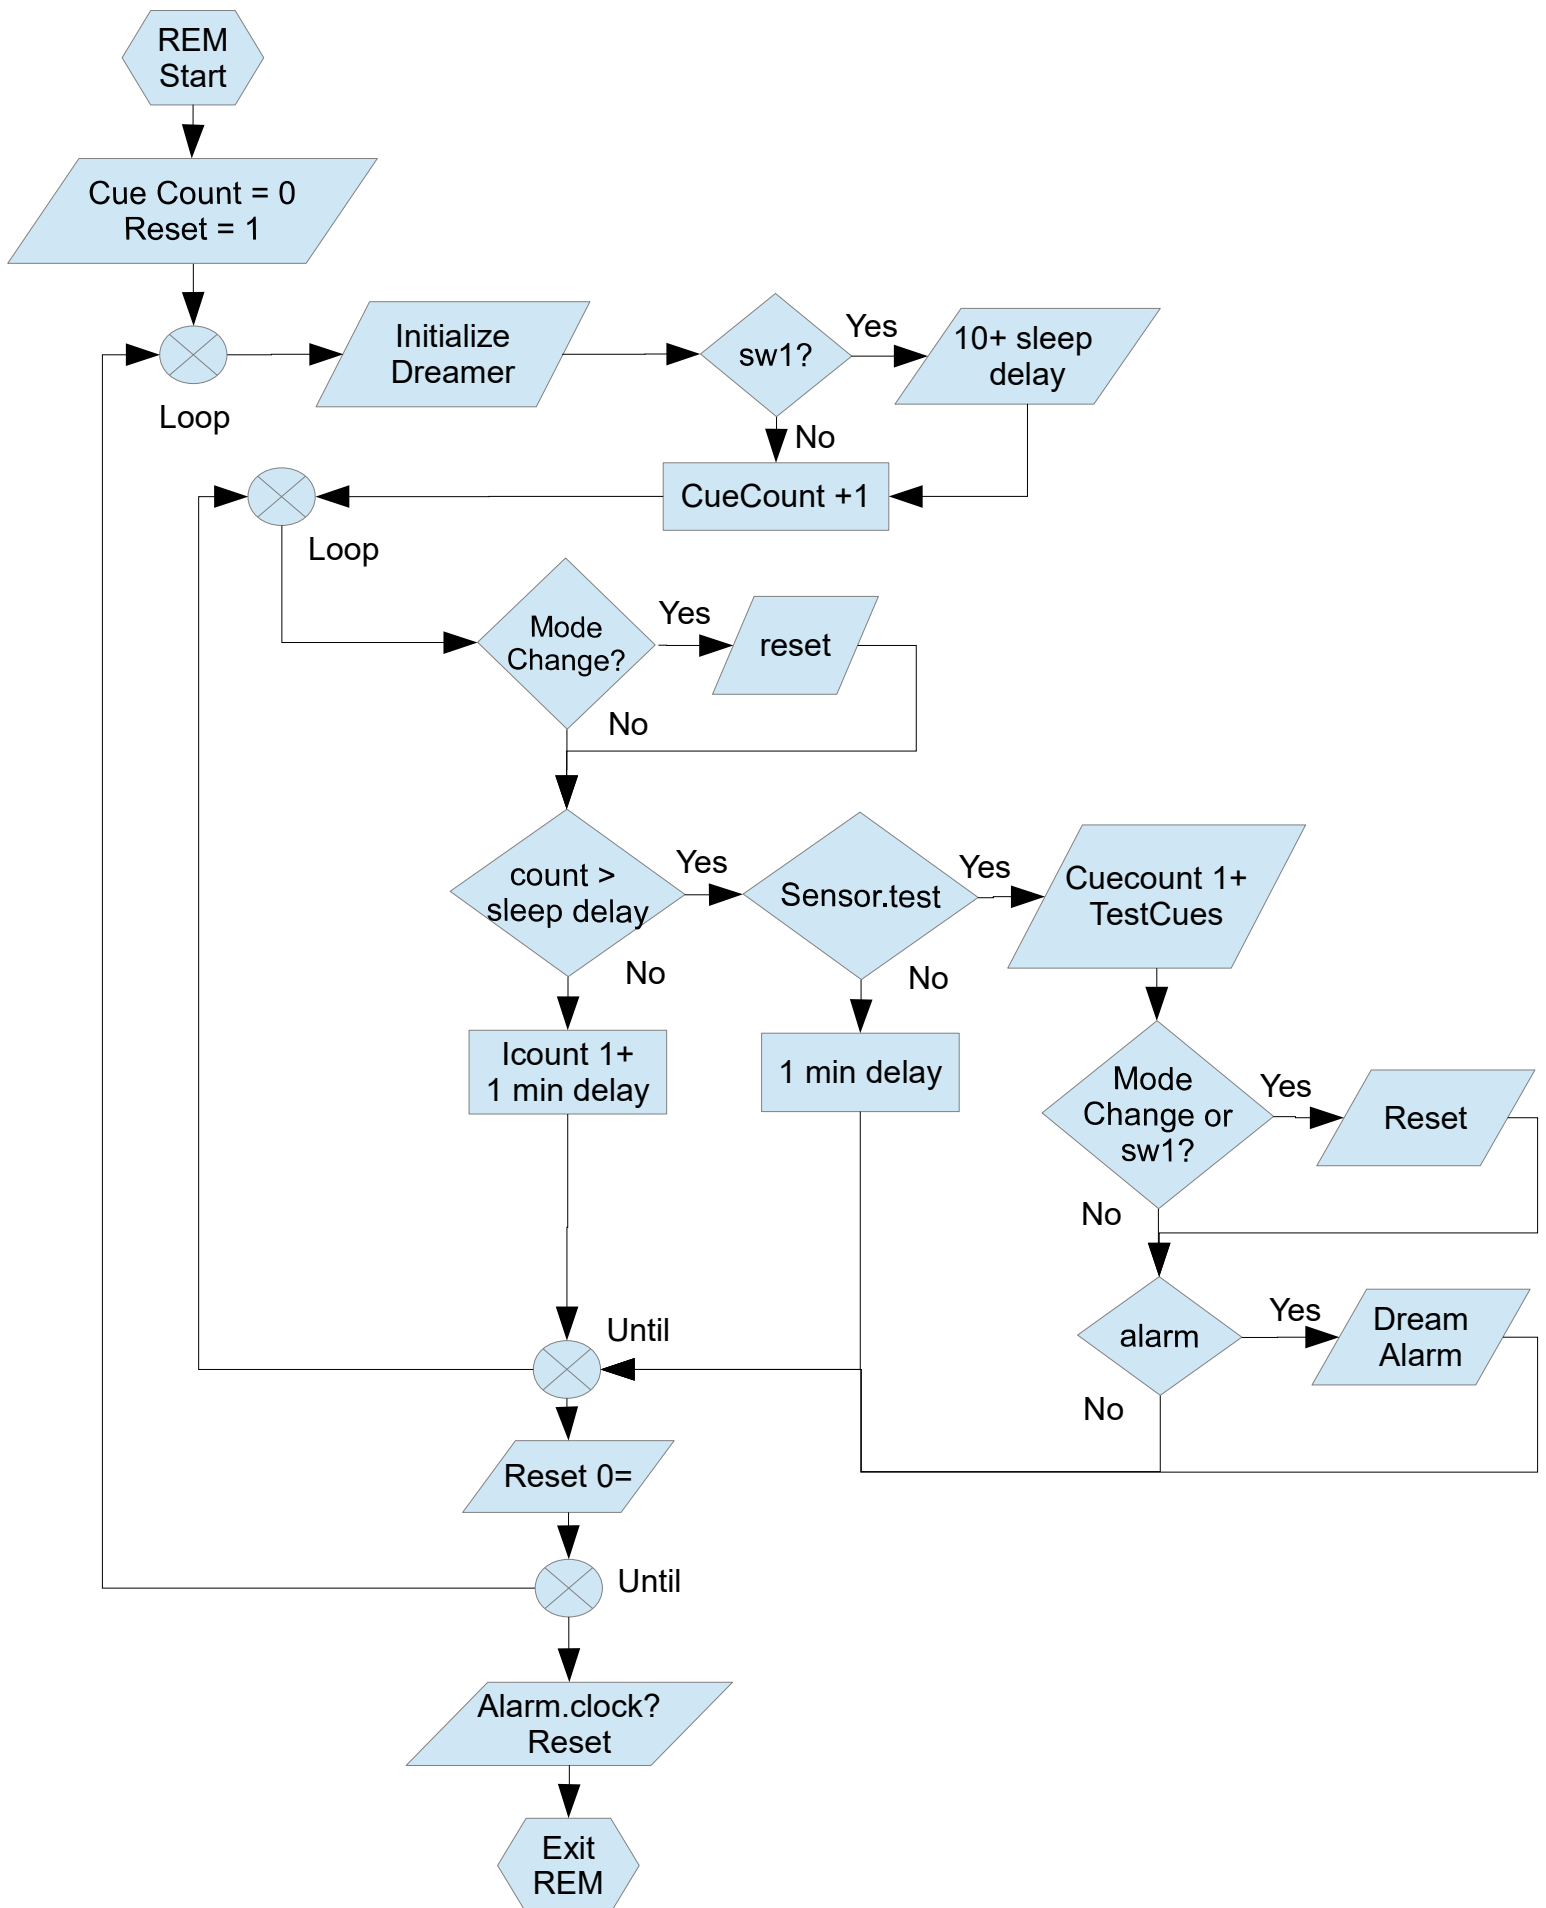 REM
Start
Cue Count = 0
Reset = 1
Loop
Initialize
Dreamer
sw1?
Yes
10+ sleep
delay
No
CueCount +1
Loop
Mode
Change?
Yes
reset
No
count >
sleep delay
Yes
Sensor.test
Yes
Cuecount 1+
TestCues
No
No
Icount 1+
1 min delay
1 min delay
Mode
Change or
sw1?
Yes
Reset
No
alarm
Yes
Dream
Alarm
No
Until
Reset 0=
Until
Alarm.clock?
Reset
Exit
REM